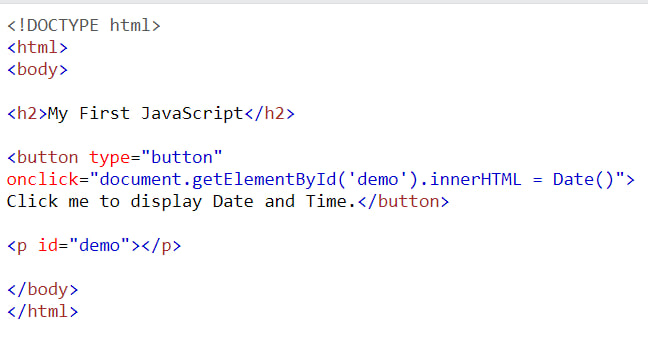 <!DOCTYPE html>
<html>
<body>
<h2>My First JavaScript</h2>
<button type="button"
onclick="document.getElementById('demo').innerHTML = Date()">
Click me to display Date and Time.</button>
<p id="demo"></p>
</body>
</html>